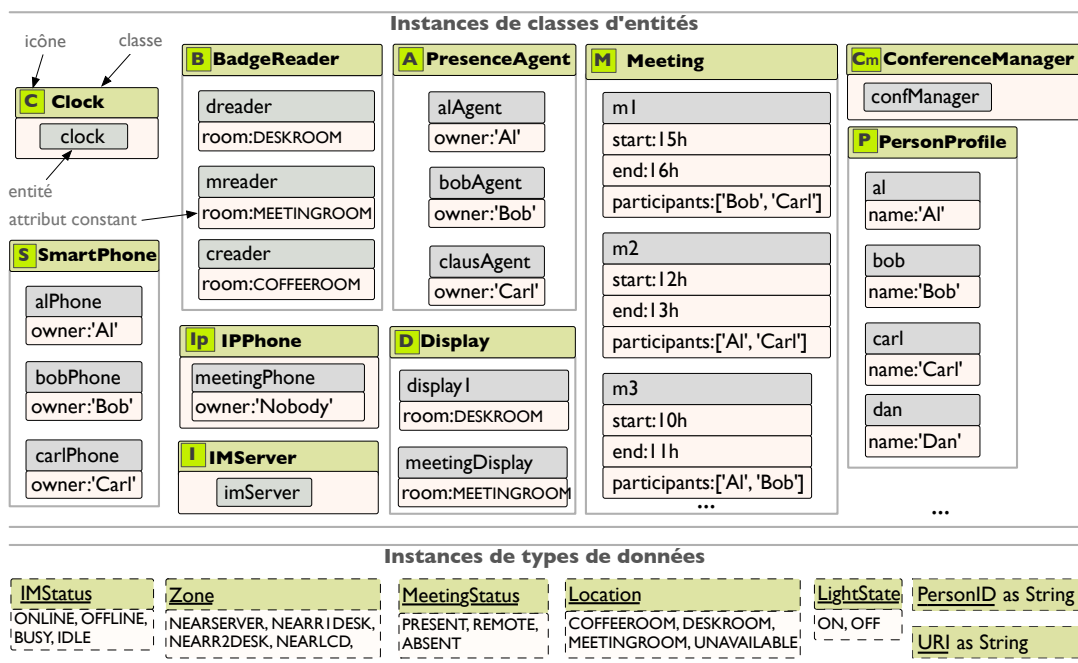 Instances de classes d'entités
icône
classe
C Clock
clock
entité
attribut constant
B BadgeReader
dreader
room:DESKROOM
mreader
room:MEETINGROOM
creader
room:COFFEEROOM
A PresenceAgent
alAgent
owner:'Al'
bobAgent
owner:'Bob'
clausAgent
owner:'Carl'
M Meeting
m1
start:15h
end:16h
participants:['Bob', 'Carl']
m2
start:12h
end:13h
participants:['Al', 'Carl']
m3
start:10h
end:11h
participants:['Al', 'Bob']
...
Cm ConferenceManager
confManager
P PersonProfile
al
name:'Al'
bob
name:'Bob'
carl
name:'Carl'
dan
name:'Dan'
...
S SmartPhone
alPhone
owner:'Al'
bobPhone
owner:'Bob'
carlPhone
owner:'Carl'
Ip IPPhone
meetingPhone
owner:'Nobody'
I IMServer
imServer
D Display
display1
room:DESKROOM
meetingDisplay
room:MEETINGROOM
Instances de types de données
IMStatus
ONLINE, OFFLINE,
BUSY, IDLE
Zone
NEARSERVER, NEARR1DESK,
NEARR2DESK, NEARLCD,
MeetingStatus
PRESENT, REMOTE,
ABSENT
Location
COFFEEROOM, DESKROOM,
MEETINGROOM, UNAVAILABLE
LightState
ON, OFF
PersonID as String
URI as String